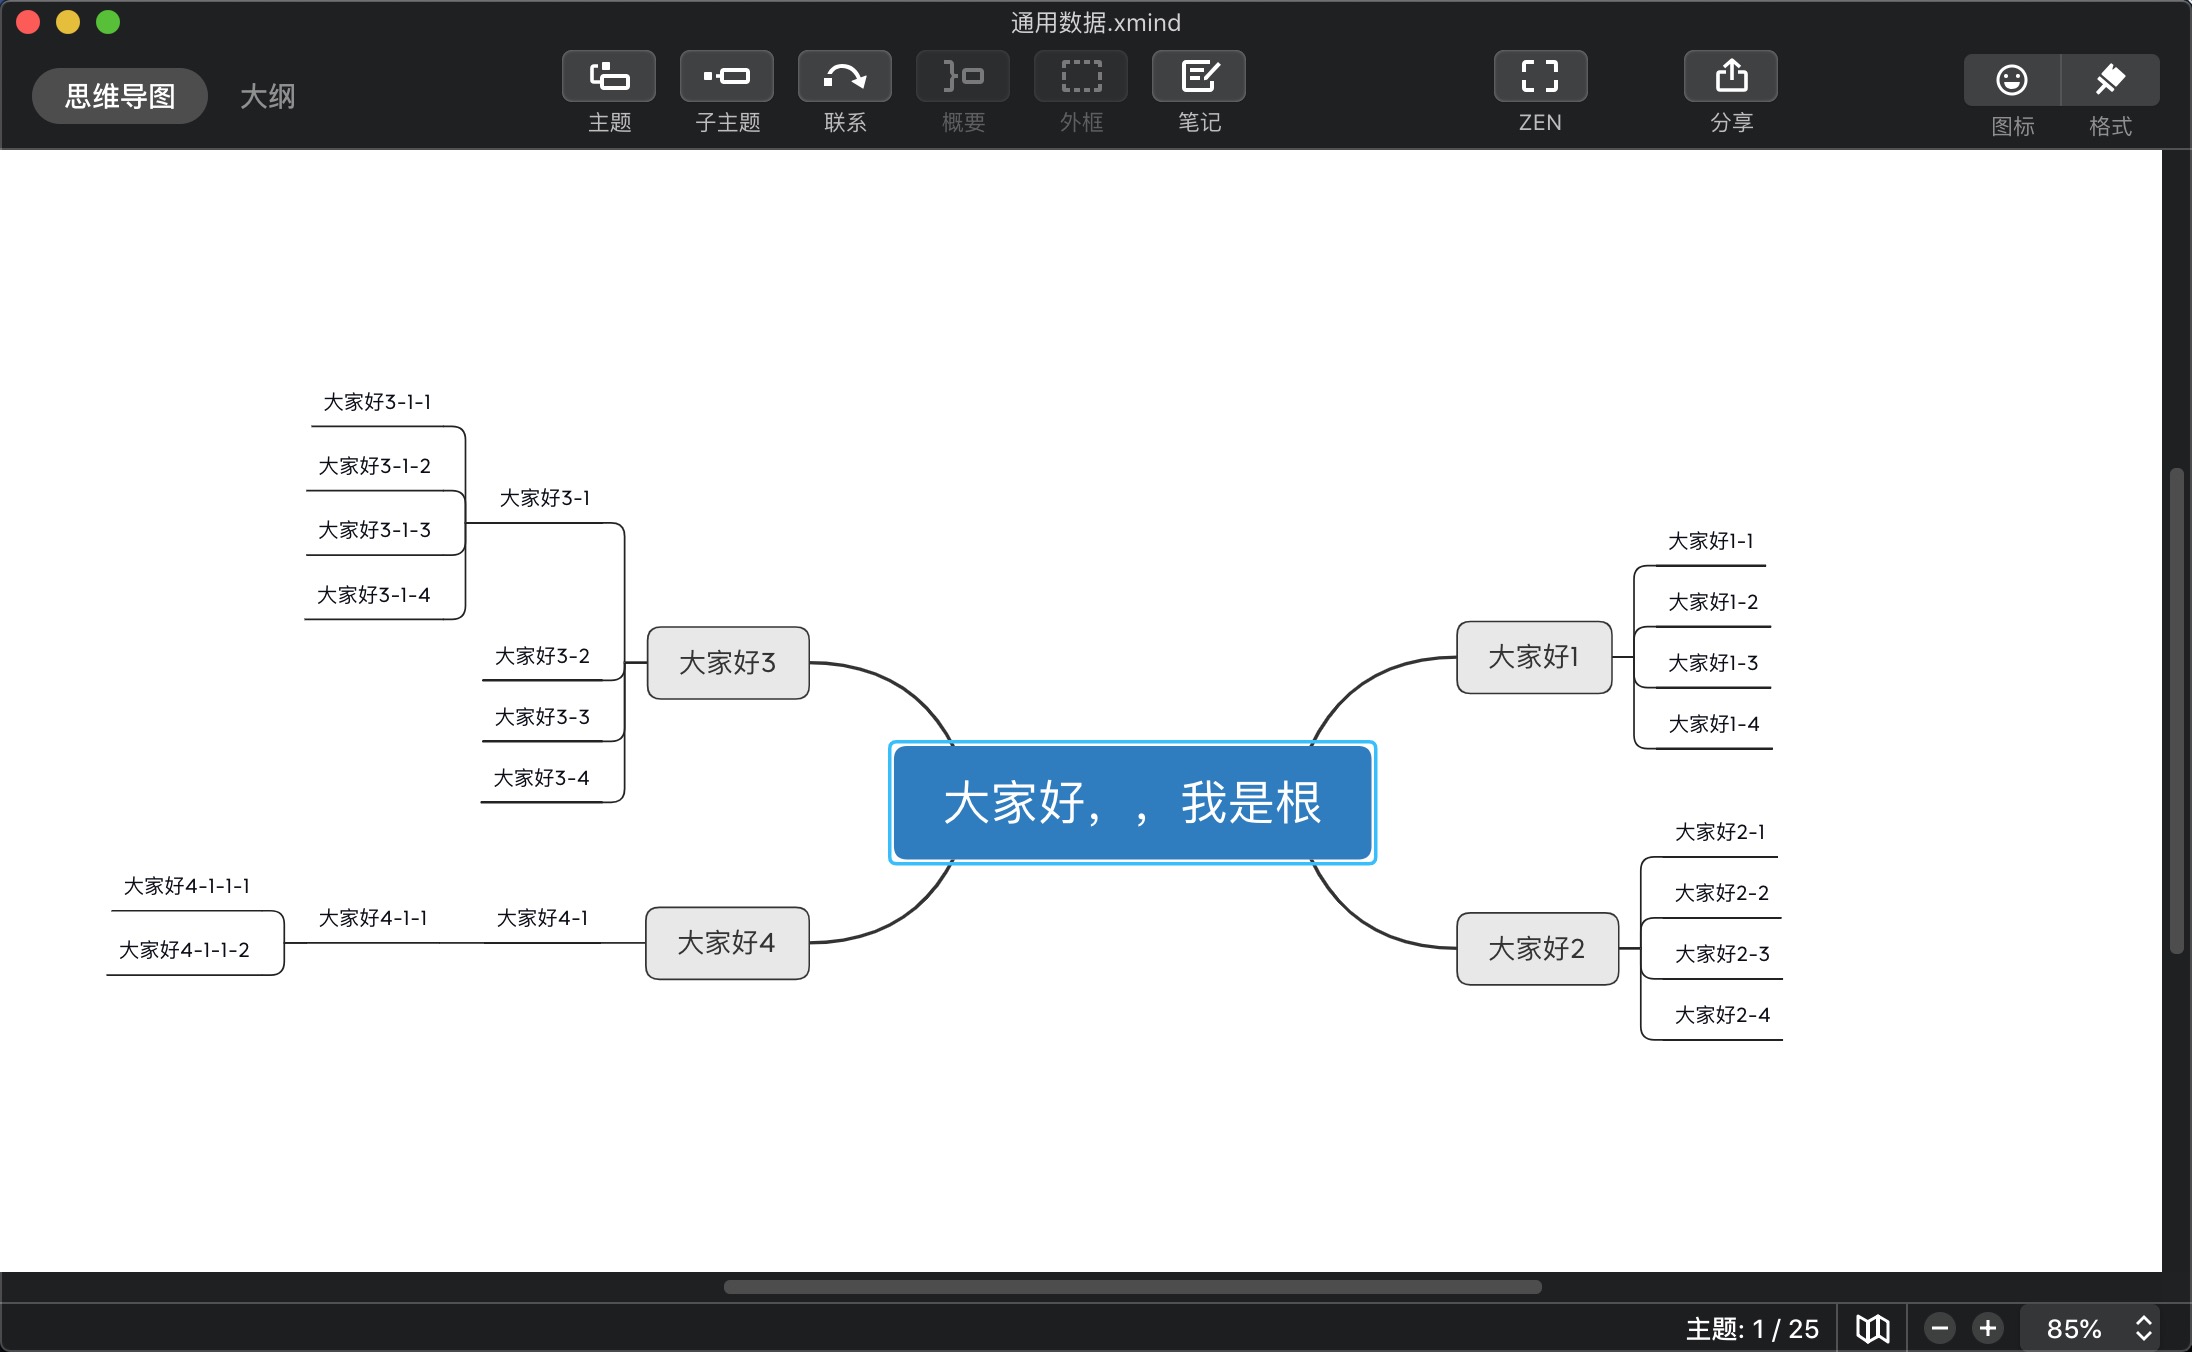 通用数据.xmind
思维导图 大纲
主题 子主题 联系 概要 外框 笔记 ZEN 分享 图标 格式
大家好3-1-1
大家好3-1-2
大家好3-1-3
大家好3-1-4
大家好3-1
大家好3-2
大家好3-3
大家好3-4
大家好3
大家好4-1-1-1
大家好4-1-1-2
大家好4-1-1
大家好4-1
大家好4
大家好，，我是根
大家好1
大家好1-1
大家好1-2
大家好1-3
大家好1-4
大家好2
大家好2-1
大家好2-2
大家好2-3
大家好2-4
主题: 1 / 25
85%